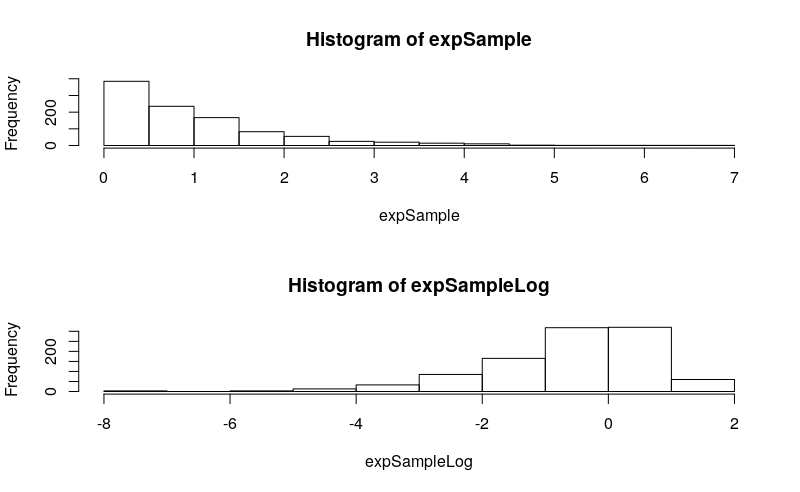 Histogram of expSample
Frequency
200
0
0 1 2 3 4 5 6 7
expSample
Histogram of expSampleLog
Frequency
200
0
-8 -6 -4 -2 0 2
expSampleLog